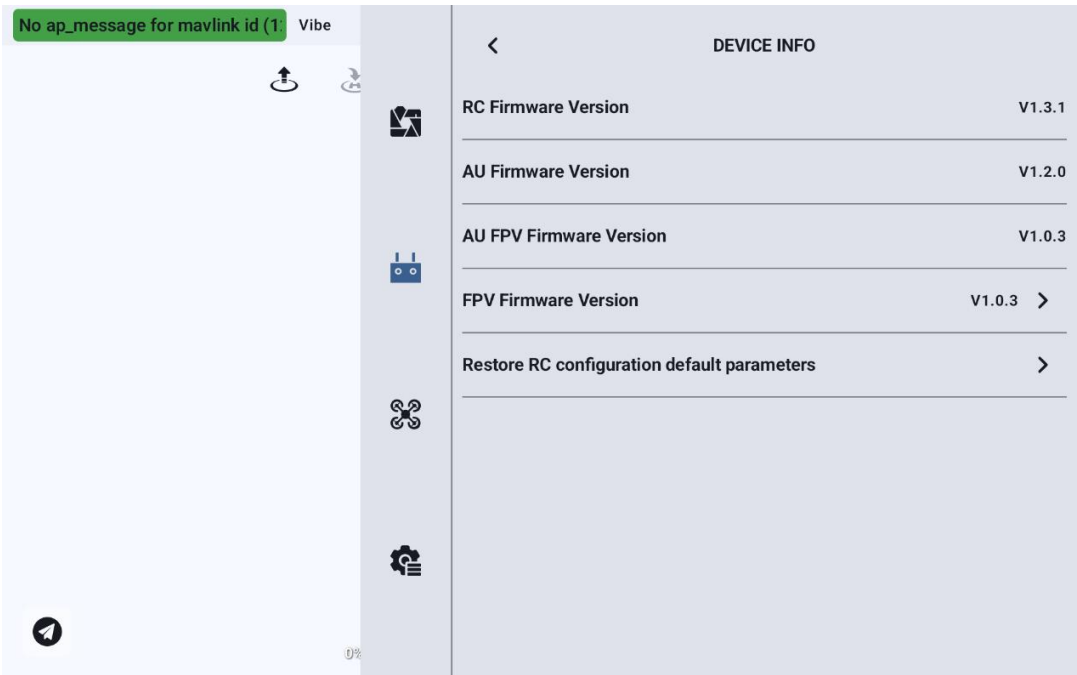 No ap_message for mavlink id (1:
Vibe
DEVICE INFO
RC Firmware Version V1.3.1
AU Firmware Version V1.2.0
AU FPV Firmware Version V1.0.3
FPV Firmware Version V1.0.3
Restore RC configuration default parameters
0%